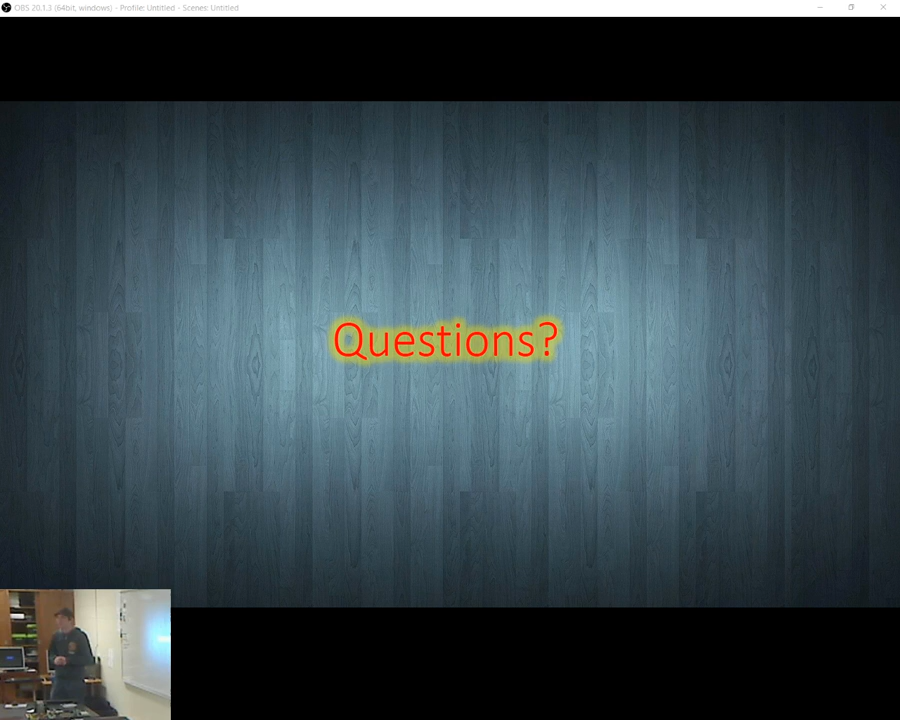 OBS 20.1.3 (64bit, windows) - Profile: Untitled - Scenes: Untitled
Questions?